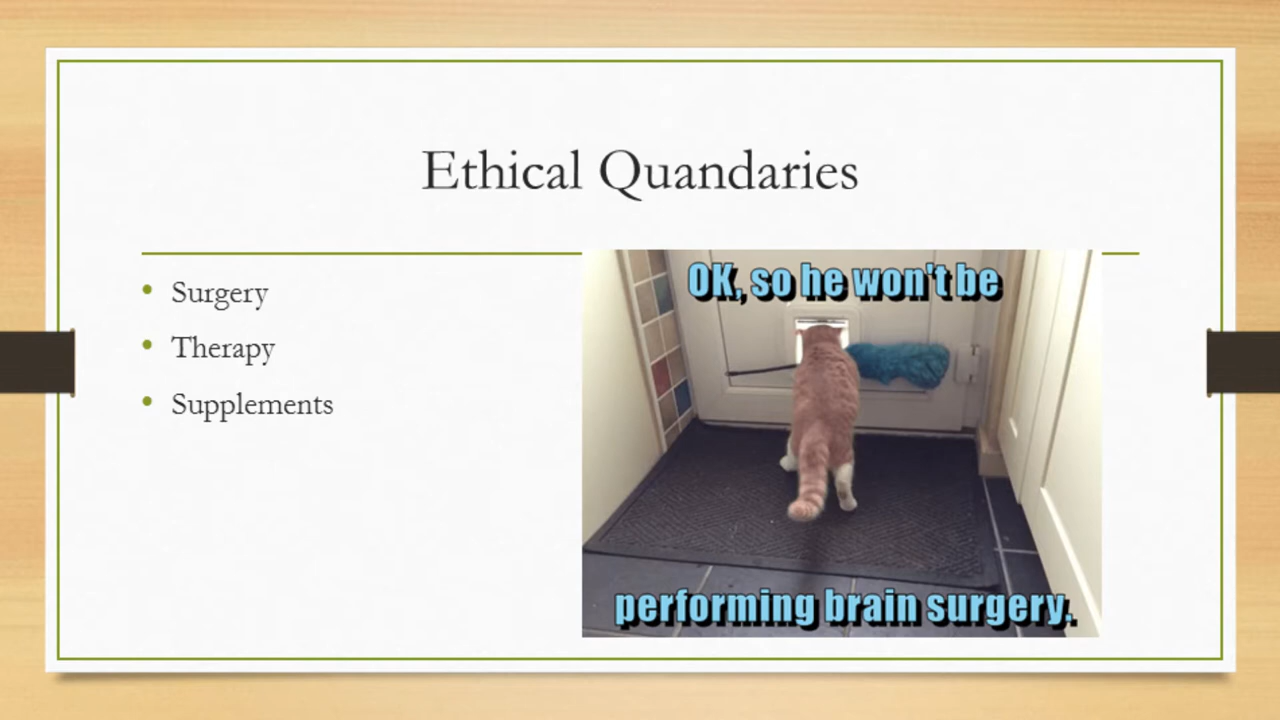 Ethical Quandaries
Surgery
Therapy
Supplements
OK, so he won't be
performing brain surgery.